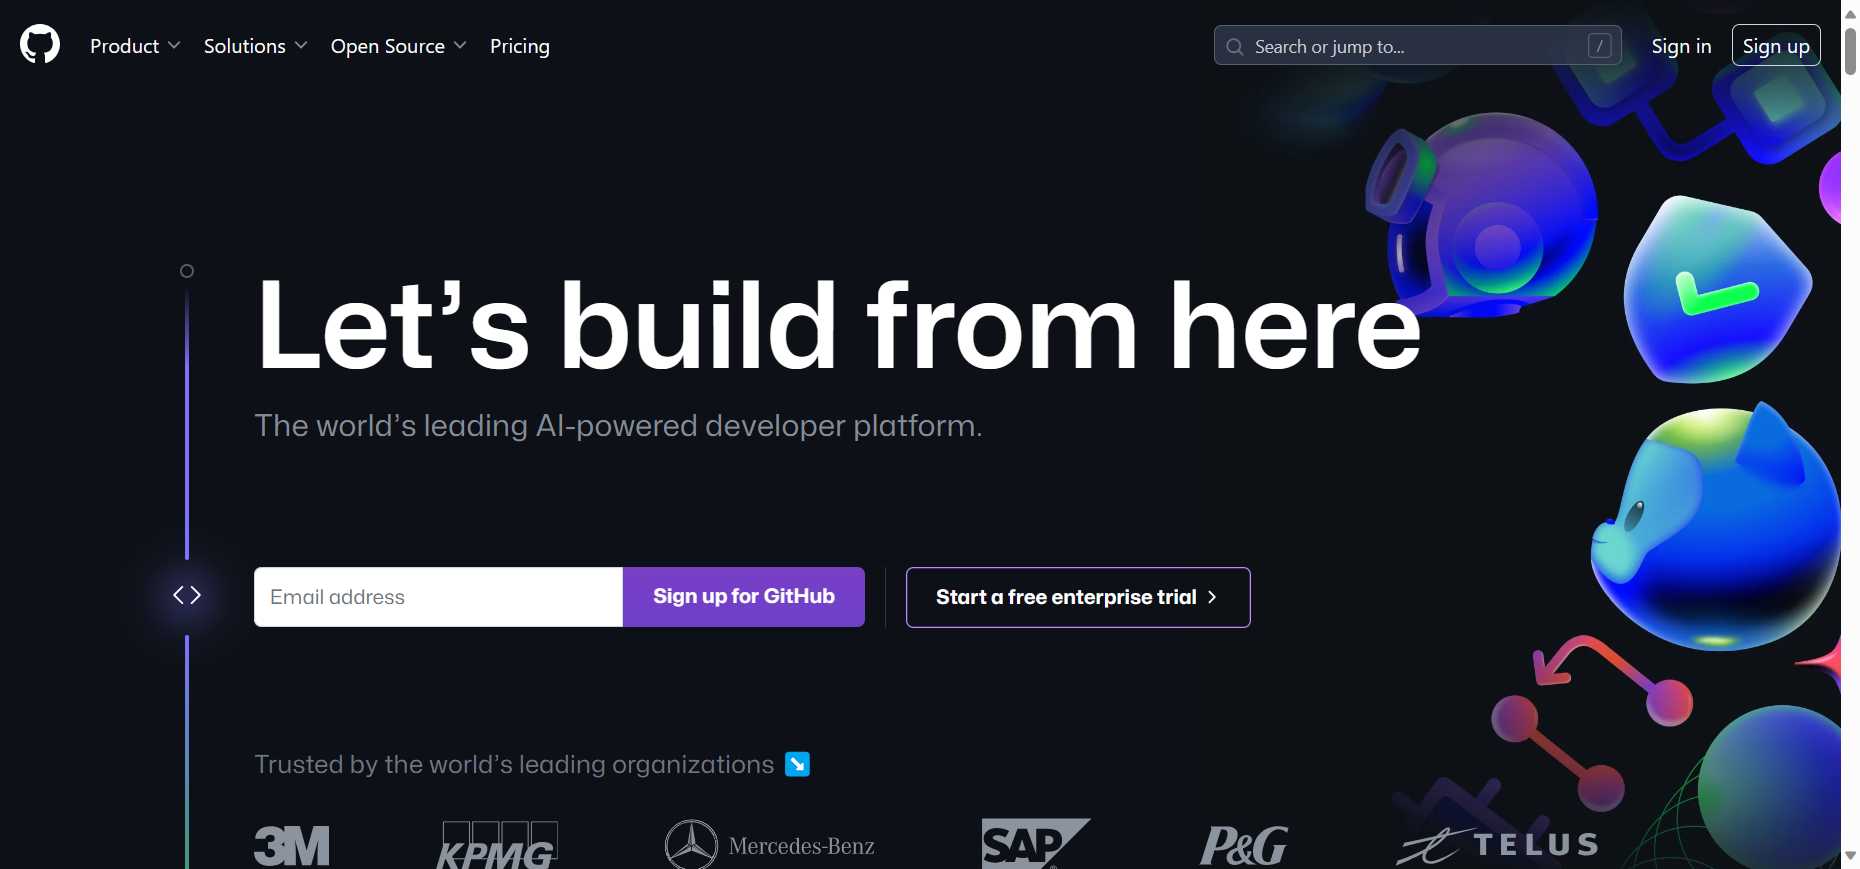 Product Solutions Open Source Pricing Search or jump to... / Sign in Sign up
Let’s build from here
The world’s leading AI-powered developer platform.
Email address Sign up for GitHub Start a free enterprise trial
Trusted by the world’s leading organizations
3M KPMG Mercedes-Benz SAP P&G TELUS